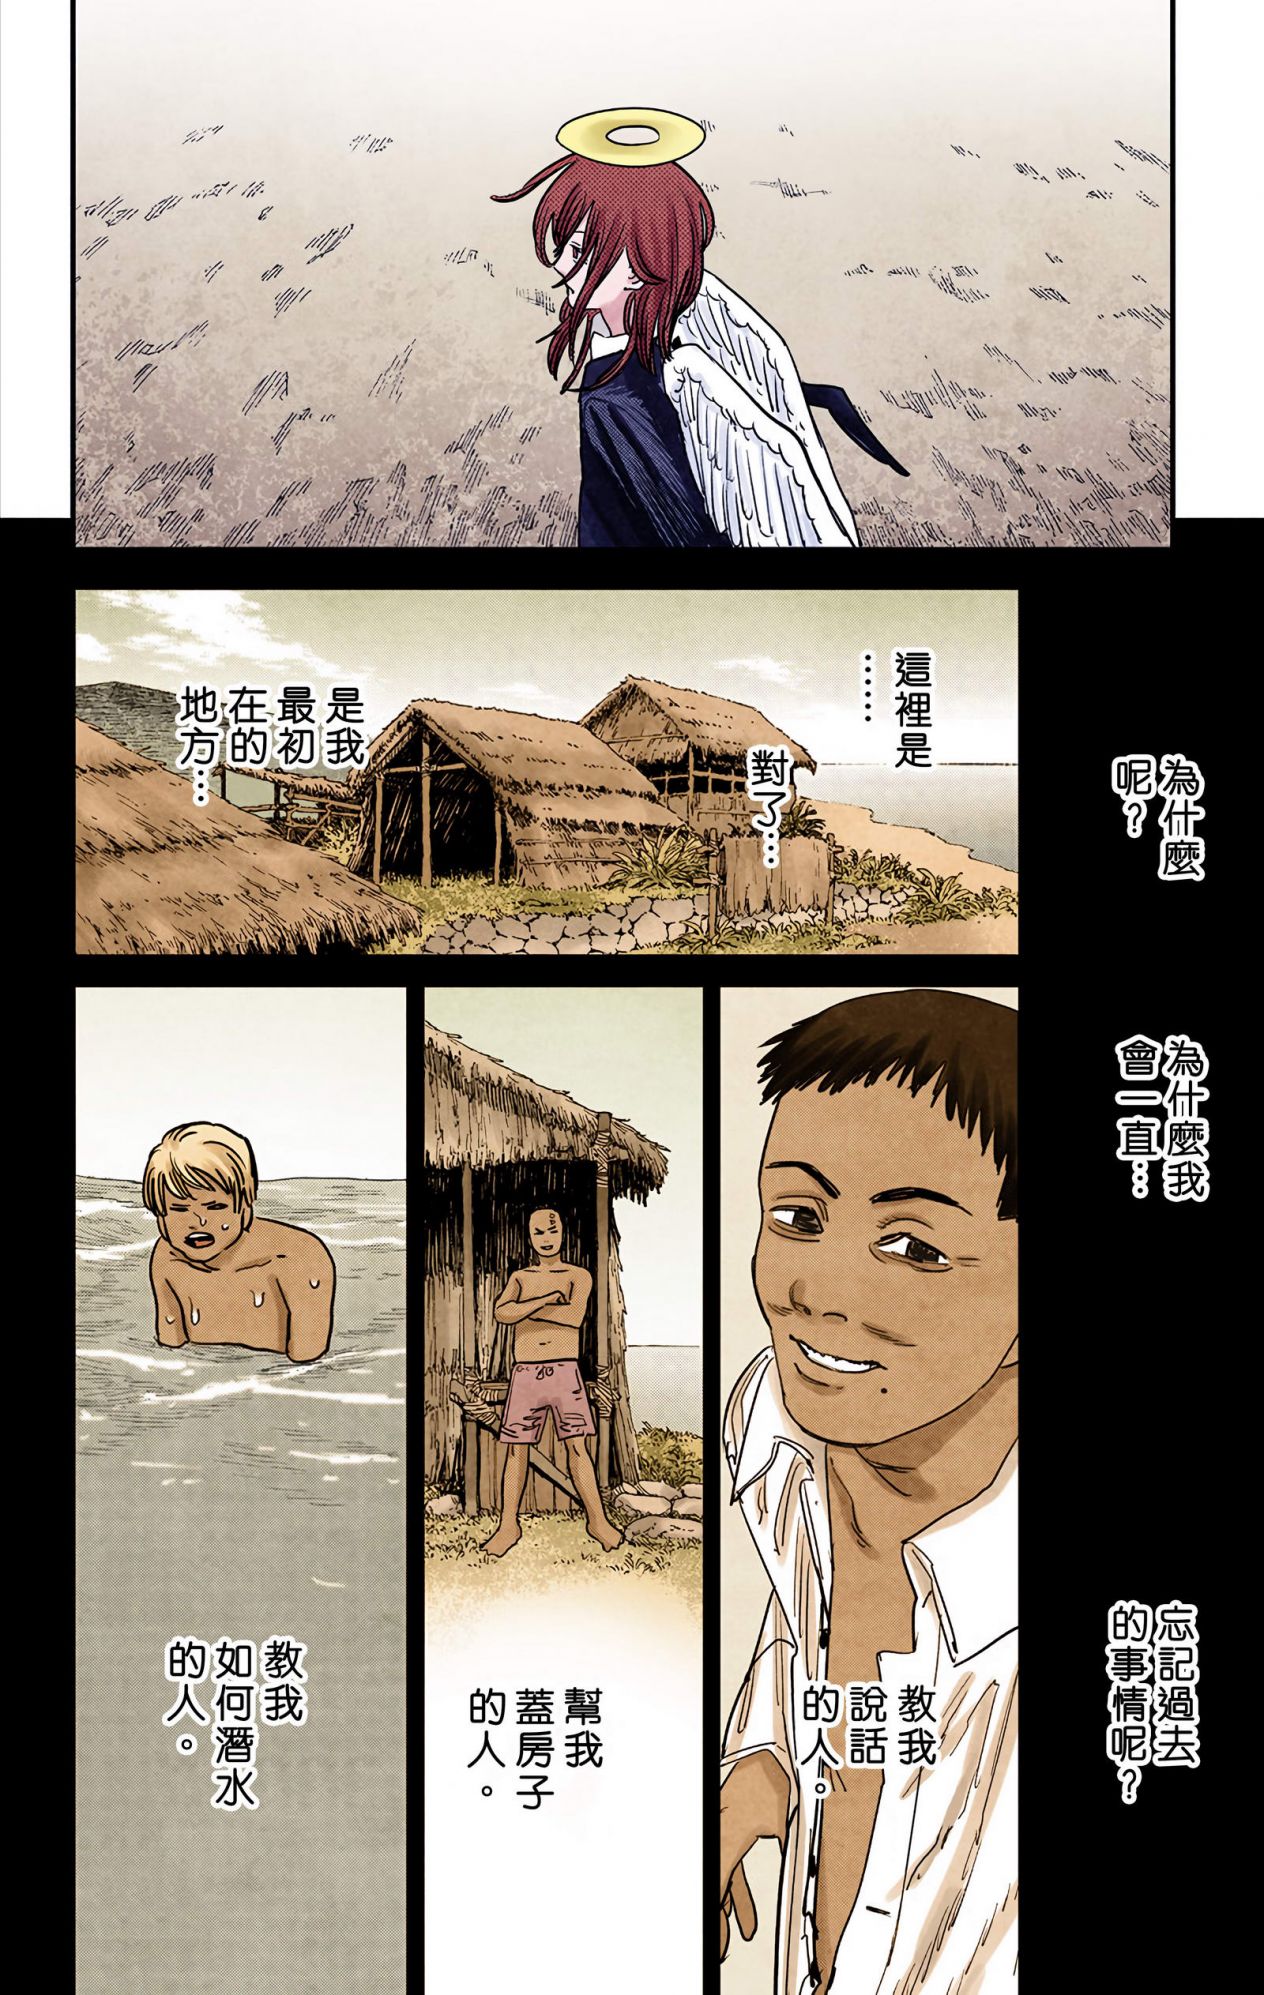 為什麼
呢？
為什麼我
會一直…
忘記過去
的事情呢？
這裡是
……
對了…
是我
最初
在的
地方…
教我
說話
的人。
幫我
蓋房子
的人。
教我
如何潛水
的人。